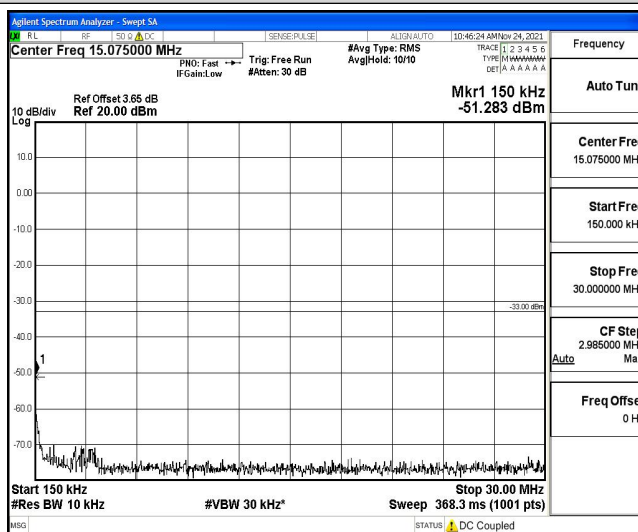 Agilent Spectrum Analyzer - Swept SA
LXI RL RF 50 Ω DC SENSE:PULSE ALIGNAUTO 10:46:24 AM Nov 24, 2021
Center Freq 15.075000 MHz
PNO: Fast
IFGain:Low
Trig: Free Run
#Atten: 30 dB
#Avg Type: RMS
Avg|Hold: 10/10
TRACE 1 2 3 4 5 6
TYPE M WWWWW
DET A A A A A A
Mkr1 150 kHz
-51.283 dBm
Ref Offset 3.65 dB
10 dB/div Ref 20.00 dBm
Log
10.0
0.00
-10.0
-20.0
-30.0
-33.00 dBm
-40.0
1
-50.0
-60.0
-70.0
Start 150 kHz Stop 30.00 MHz
#Res BW 10 kHz #VBW 30 kHz* Sweep 368.3 ms (1001 pts)
MSG STATUS DC Coupled
Frequency
Auto Tun
Center Fre
15.075000 MH
Start Fre
150.000 kH
Stop Fre
30.000000 MH
CF Step
2.985000 MH
Auto Ma
Freq Offse
0 H